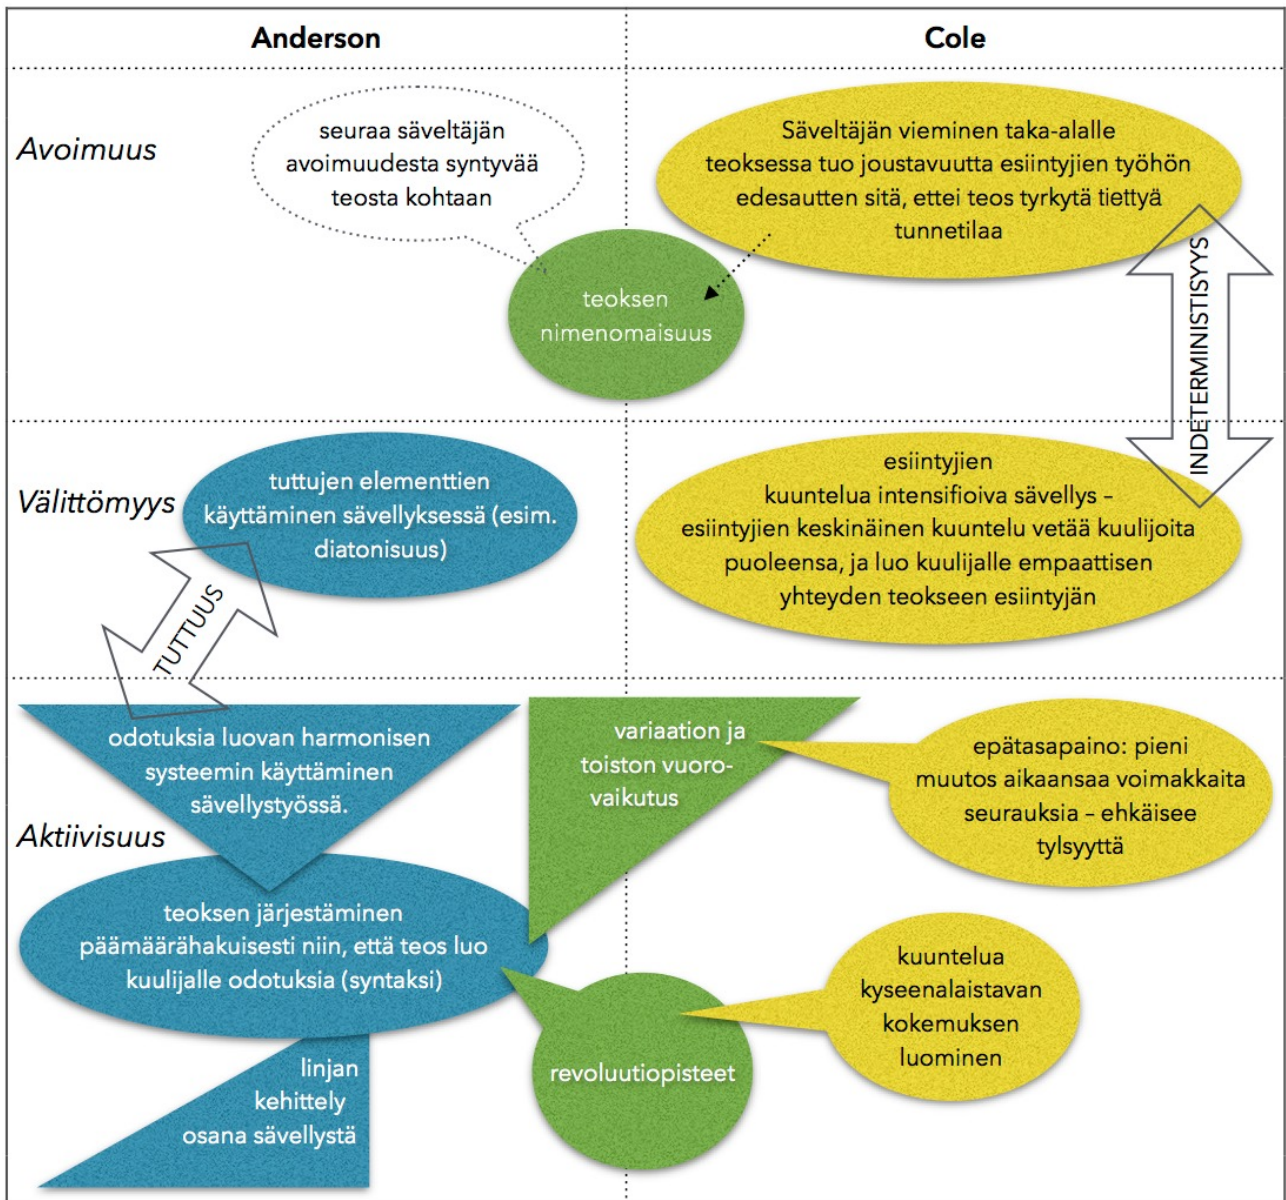 Anderson
Cole
Avoimuus
seuraa säveltäjän
avoimuudesta syntyvää
teosta kohtaan
Säveltäjän vieminen taka-alalle
teoksessa tuo joustavuutta esiintyjien työhön
edesautten sitä, ettei teos tyrkytä tiettyä
tunnetilaa
teoksen
nimenomaisuus
INDETERMINISTISYYS
Välittömyys
tuttujen elementtien
käyttäminen sävellyksessä (esim.
diatonisuus)
esiintyjien
kuuntelua intensifioiva sävellys –
esiintyjien keskinäinen kuuntelu vetää kuulijoita
puoleensa, ja luo kuulijalle empaattisen
yhteyden teokseen esiintyjän
TUTTUUS
Aktiivisuus
odotuksia luovan harmonisen
systeemin käyttäminen
sävellystyössä.
variaation ja
toiston vuoro-
vaikutus
epätasapaino: pieni
muutos aikaansaa voimakkaita
seurauksia – ehkäisee
tylsyyttä
teoksen järjestäminen
päämäärähakuisesti niin, että teos luo
kuulijalle odotuksia (syntaksi)
kuuntelua
kyseenalaistavan
kokemuksen
luominen
linjan
kehittely
osana sävellystä
revoluutiopisteet